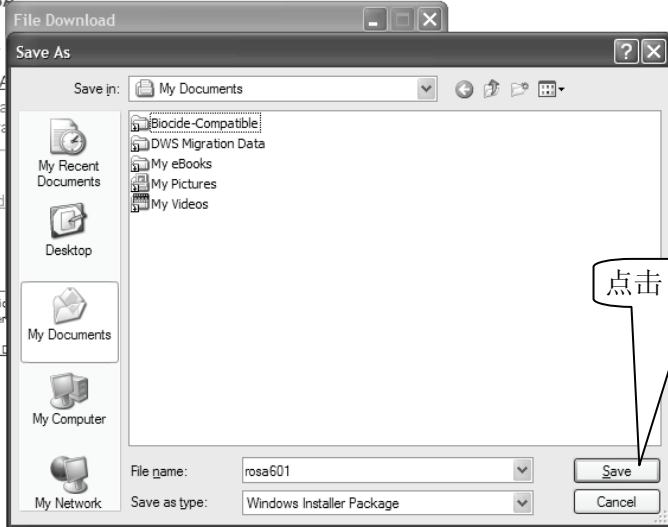 File Download
Save As
Save in: My Documents
Biocide-Compatible
DWS Migration Data
My eBooks
My Pictures
My Videos
My Recent
Documents
Desktop
My Documents
My Computer
My Network
点击
File name: rosa601 Save
Save as type: Windows Installer Package Cancel